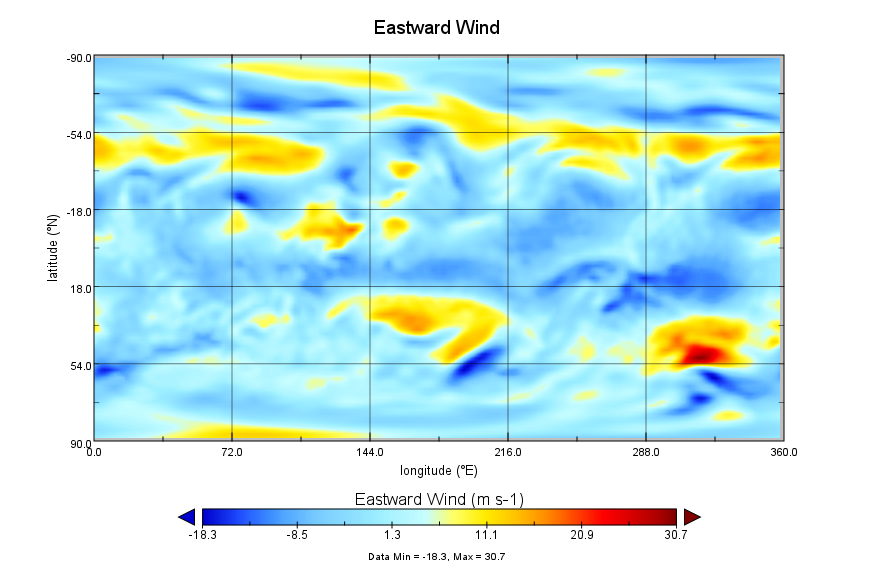 Eastward Wind
-90.0
-54.0
-18.0
18.0
54.0
90.0
latitude (°N)
0.0 72.0 144.0 216.0 288.0 360.0
longitude (°E)
Eastward Wind (m s-1)
-18.3 -8.5 1.3 11.1 20.9 30.7
Data Min = -18.3, Max = 30.7